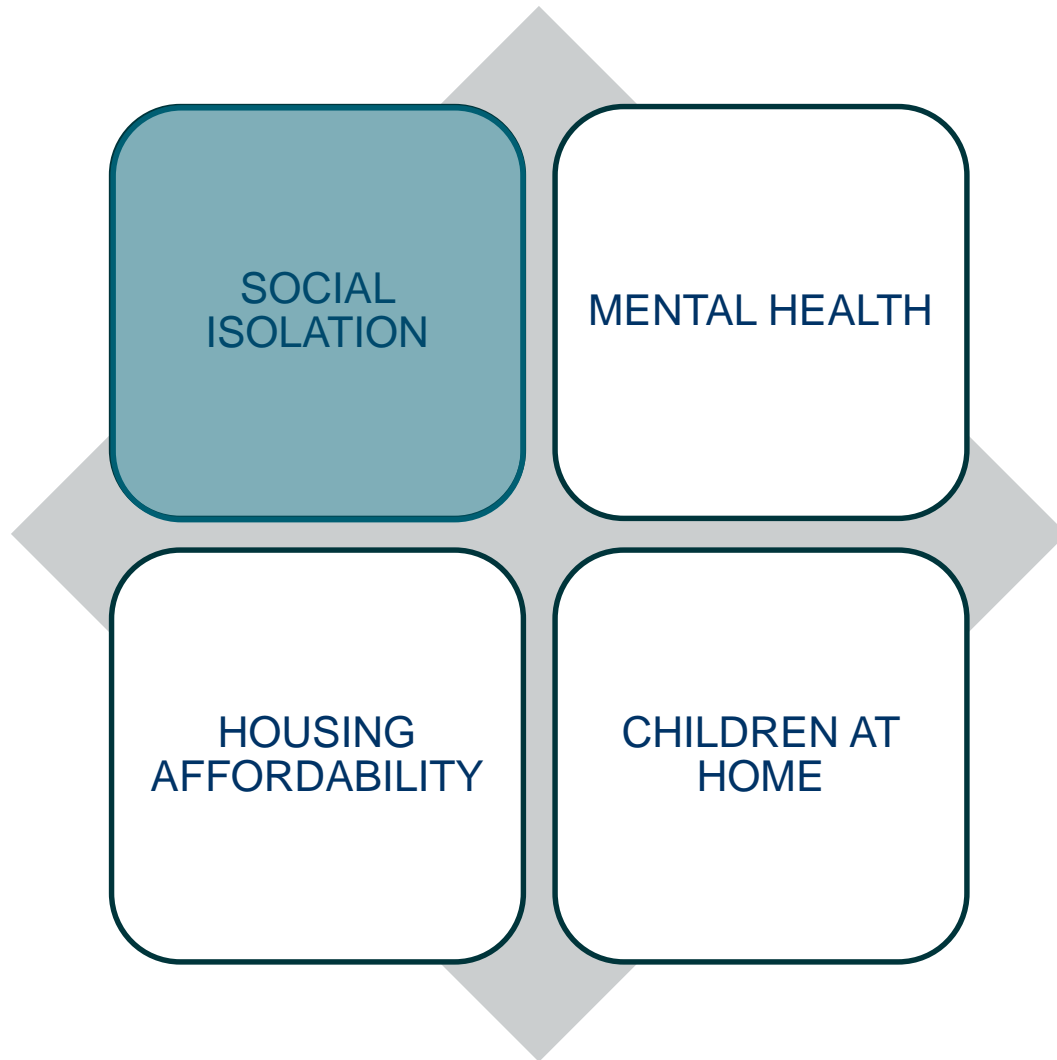 SOCIAL
ISOLATION
MENTAL HEALTH
HOUSING
AFFORDABILITY
CHILDREN AT
HOME